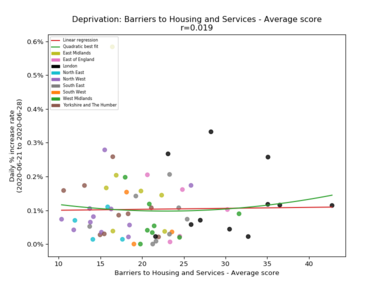 Deprivation: Barriers to Housing and Services - Average score
r=0.019
0.6%
0.5%
0.4%
0.3%
0.2%
0.1%
0.0%
Daily % increase rate
(2020-06-21 to 2020-06-28)
Linear regression
Quadratic best fit
East Midlands
East of England
London
North East
North West
South East
South West
West Midlands
Yorkshire and The Humber
10 15 20 25 30 35 40
Barriers to Housing and Services - Average score